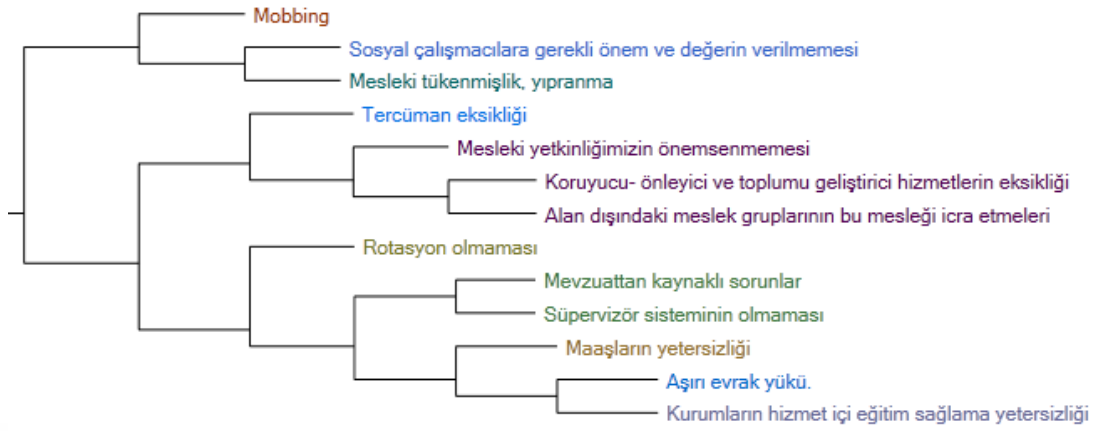 Mobbing
Sosyal çalışmacılara gerekli önem ve değerin verilmemesi
Mesleki tükenmişlik, yıpranma
Tercüman eksikliği
Mesleki yetkinliğimizin önemsenmemesi
Koruyucu- önleyici ve toplumu geliştirici hizmetlerin eksikliği
Alan dışındaki meslek gruplarının bu mesleği icra etmeleri
Rotasyon olmaması
Mevzuattan kaynaklı sorunlar
Süpervizör sisteminin olmaması
Maaşların yetersizliği
Aşırı evrak yükü.
Kurumların hizmet içi eğitim sağlama yetersizliği